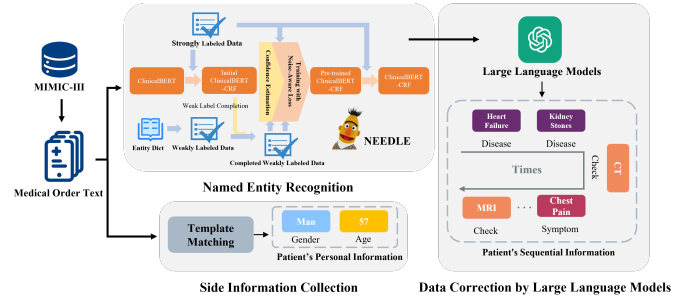 MIMIC-III
Medical Order Text
Strongly Labeled Data
ClinicalBERT
Initial
ClinicalBERT
-CRF
Confidence Estimation
Training with
Noise-Aware Loss
Pre-trained
ClinicalBERT
-CRF
ClinicalBERT
-CRF
Weak Label Completion
Entity Dict
Weakly Labeled Data
Completed Weakly Labeled Data
NEEDLE
Named Entity Recognition
Template
Matching
Man
57
Gender
Age
Patient's Personal Information
Side Information Collection
Large Language Models
Heart
Failure
Kidney
Stones
Disease
Disease
Check
CT
Times
MRI
...
Chest
Pain
Check
Symptom
Patient's Sequential Information
Data Correction by Large Language Models